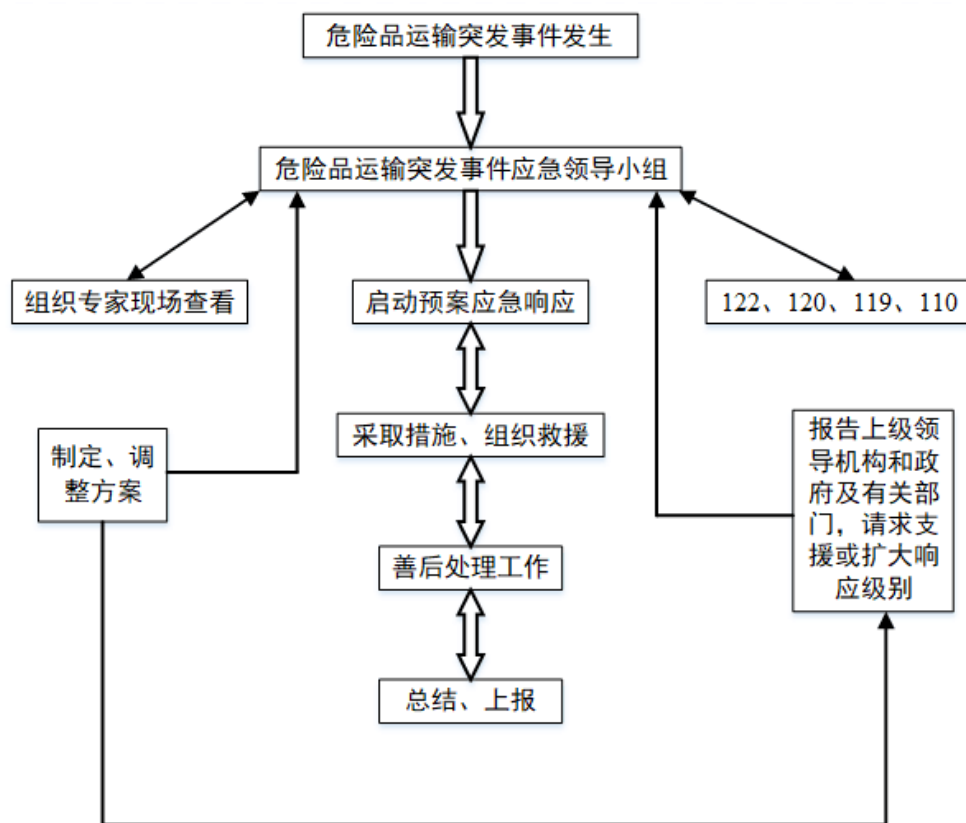 危险品运输突发事件发生
危险品运输突发事件应急领导小组
组织专家现场查看
启动预案应急响应
122、120、119、110
采取措施、组织救援
制定、调
整方案
报告上级领
导机构和政
府及有关部
门，请求支
援或扩大响
应级别
善后处理工作
总结、上报